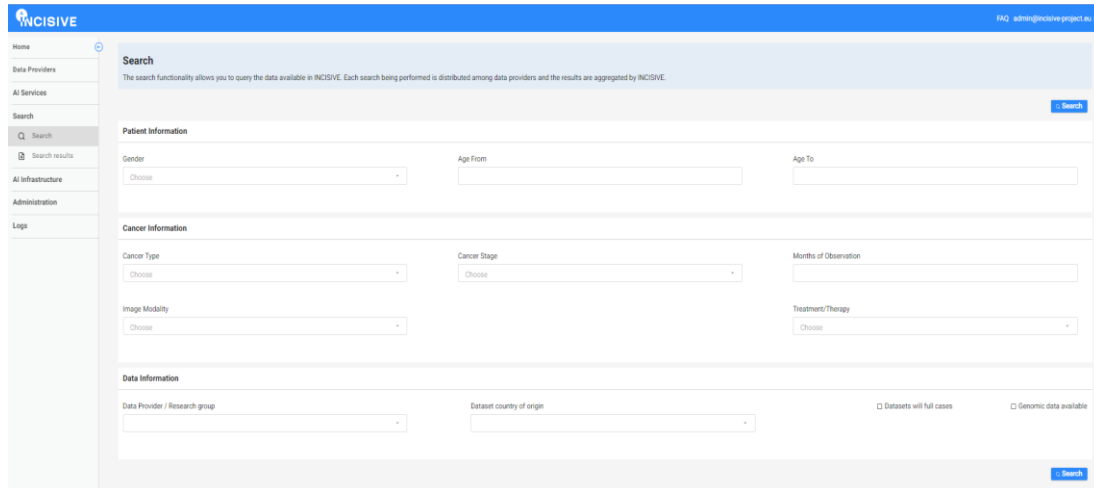 INCISIVE
FAQ admin@incisive-project.eu
Home
Data Providers
AI Services
Search
Search
Search results
AI Infrastructure
Administration
Logs
Search
The search functionality allows you to query the data available in INCISIVE. Each search being performed is distributed among data providers and the results are aggregated by INCISIVE.
Search
Patient Information
Gender
Age From
Age To
Choose
Cancer Information
Cancer Type
Cancer Stage
Months of Observation
Choose
Choose
Image Modality
Treatment/Therapy
Choose
Choose
Data Information
Data Provider / Research group
Dataset country of origin
Datasets will full cases
Genomic data available
Search